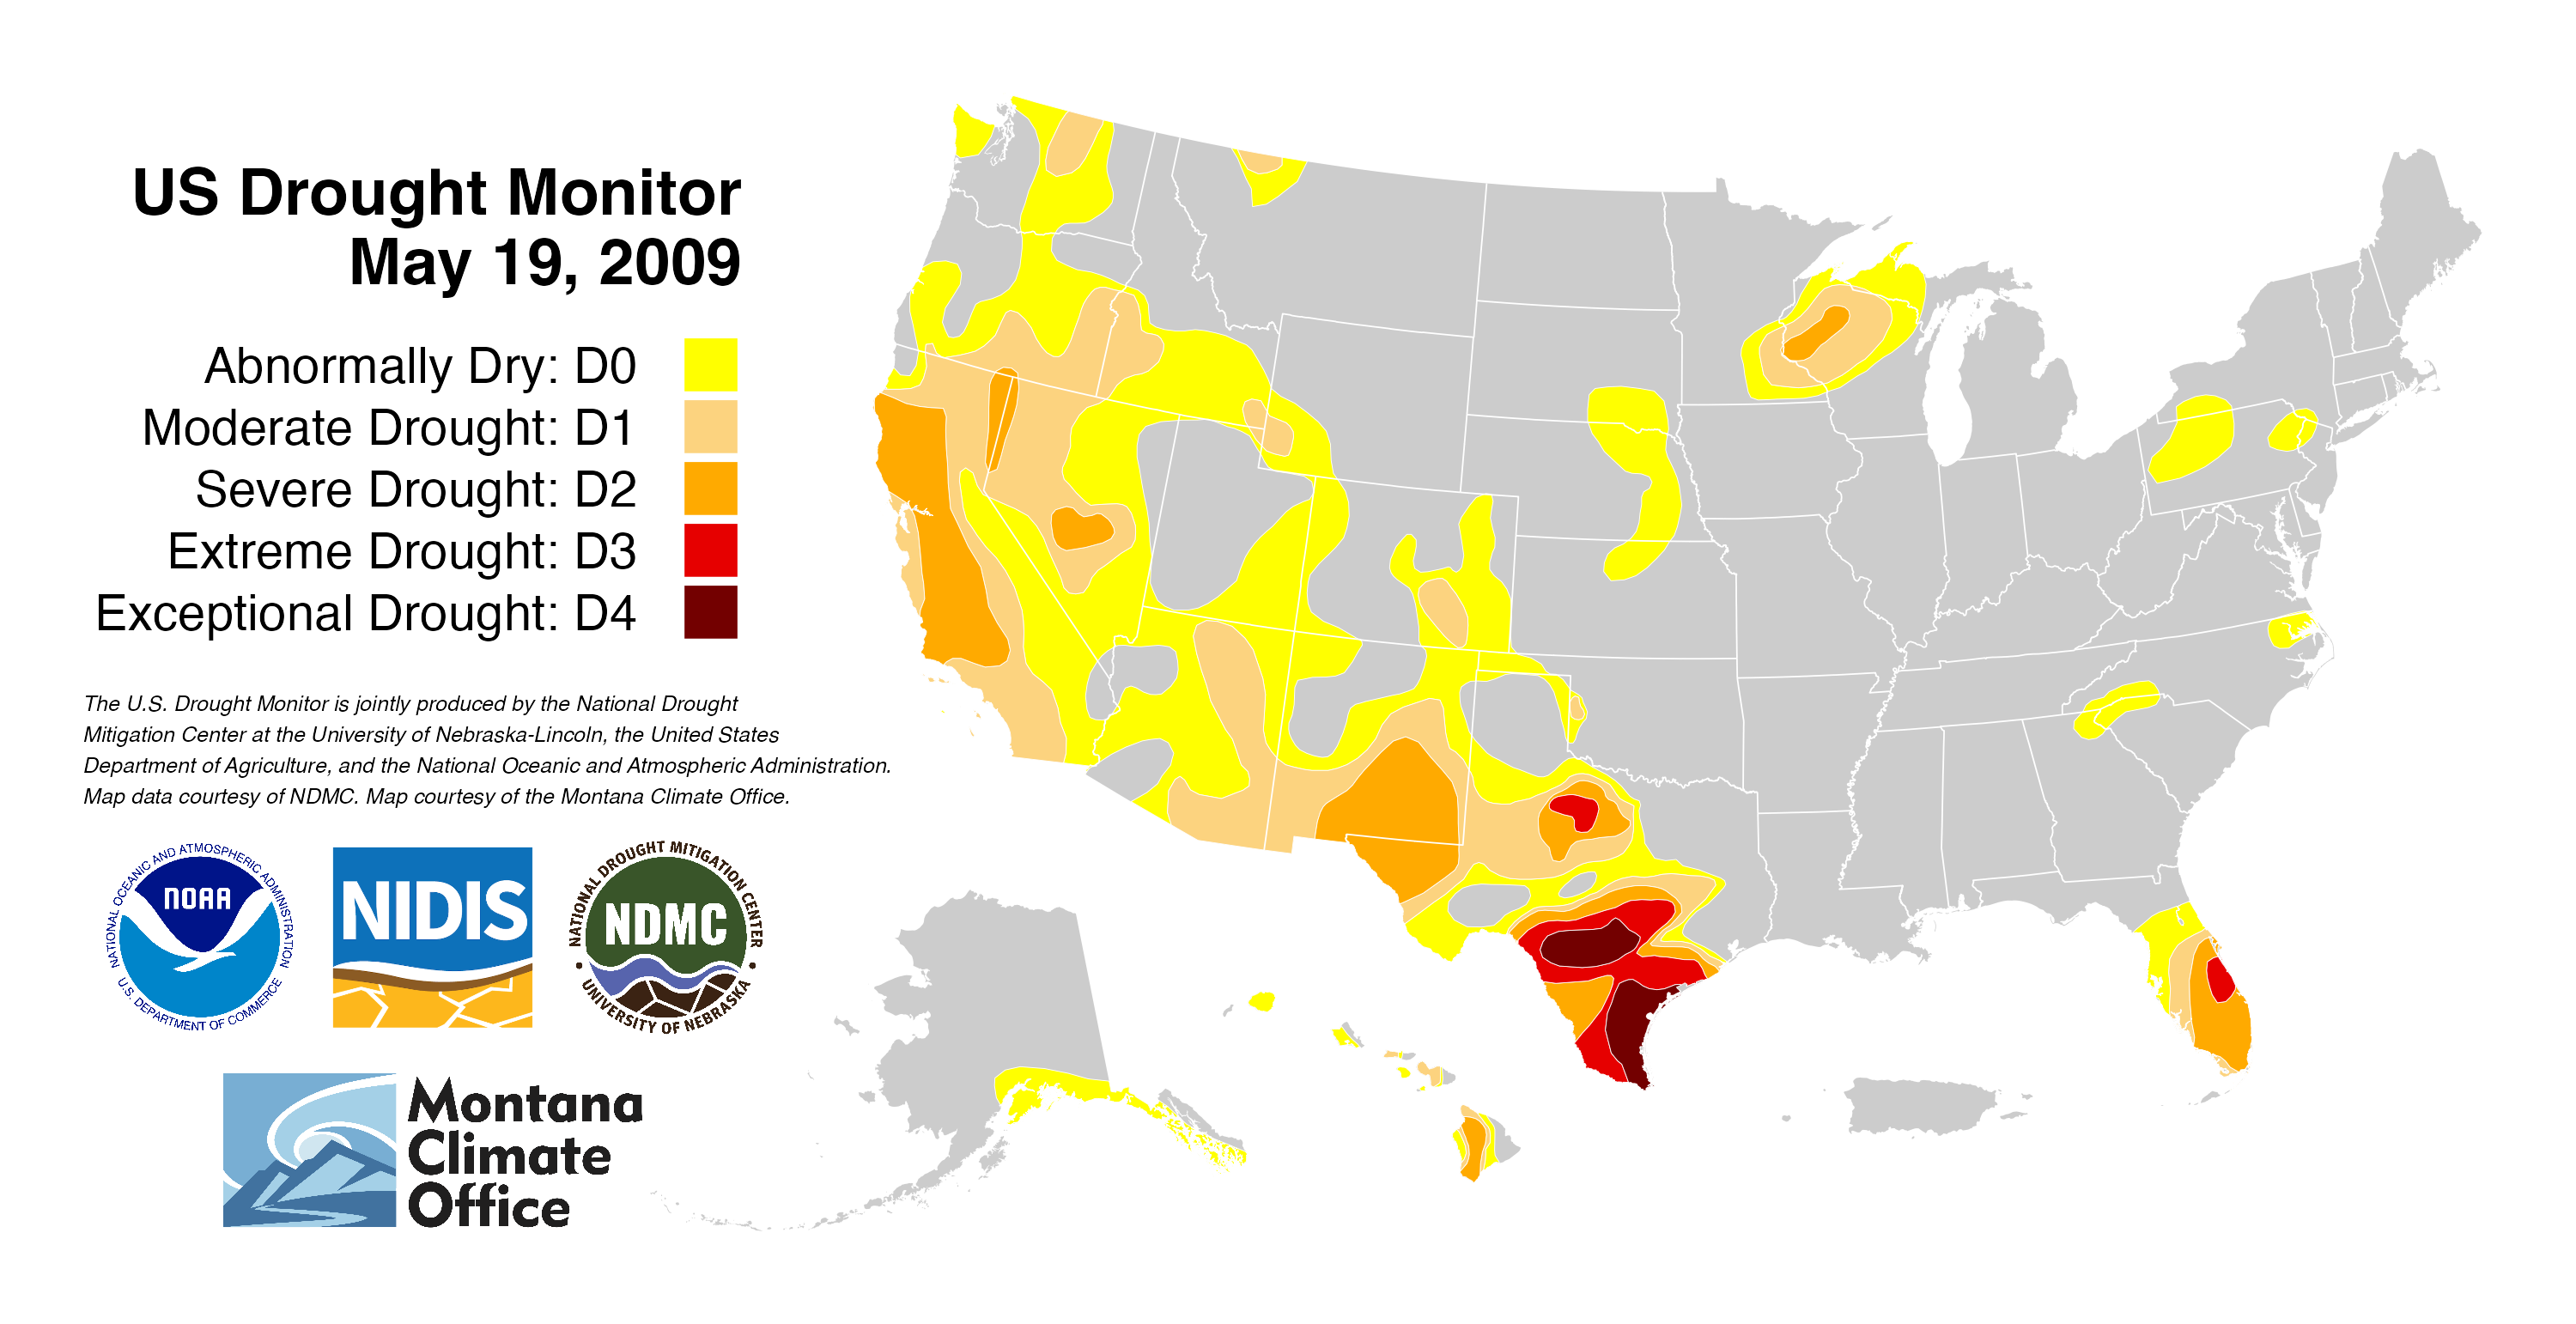 US Drought Monitor
May 19, 2009
Abnormally Dry: D0
Moderate Drought: D1
Severe Drought: D2
Extreme Drought: D3
Exceptional Drought: D4
The U.S. Drought Monitor is jointly produced by the National Drought
Mitigation Center at the University of Nebraska-Lincoln, the United States
Department of Agriculture, and the National Oceanic and Atmospheric Administration.
Map data courtesy of NDMC. Map courtesy of the Montana Climate Office.
NATIONAL OCEANIC AND ATMOSPHERIC ADMINISTRATION
NOAA
U.S. DEPARTMENT OF COMMERCE
NIDIS
NATIONAL DROUGHT MITIGATION CENTER
NDMC
UNIVERSITY OF NEBRASKA
Montana
Climate
Office